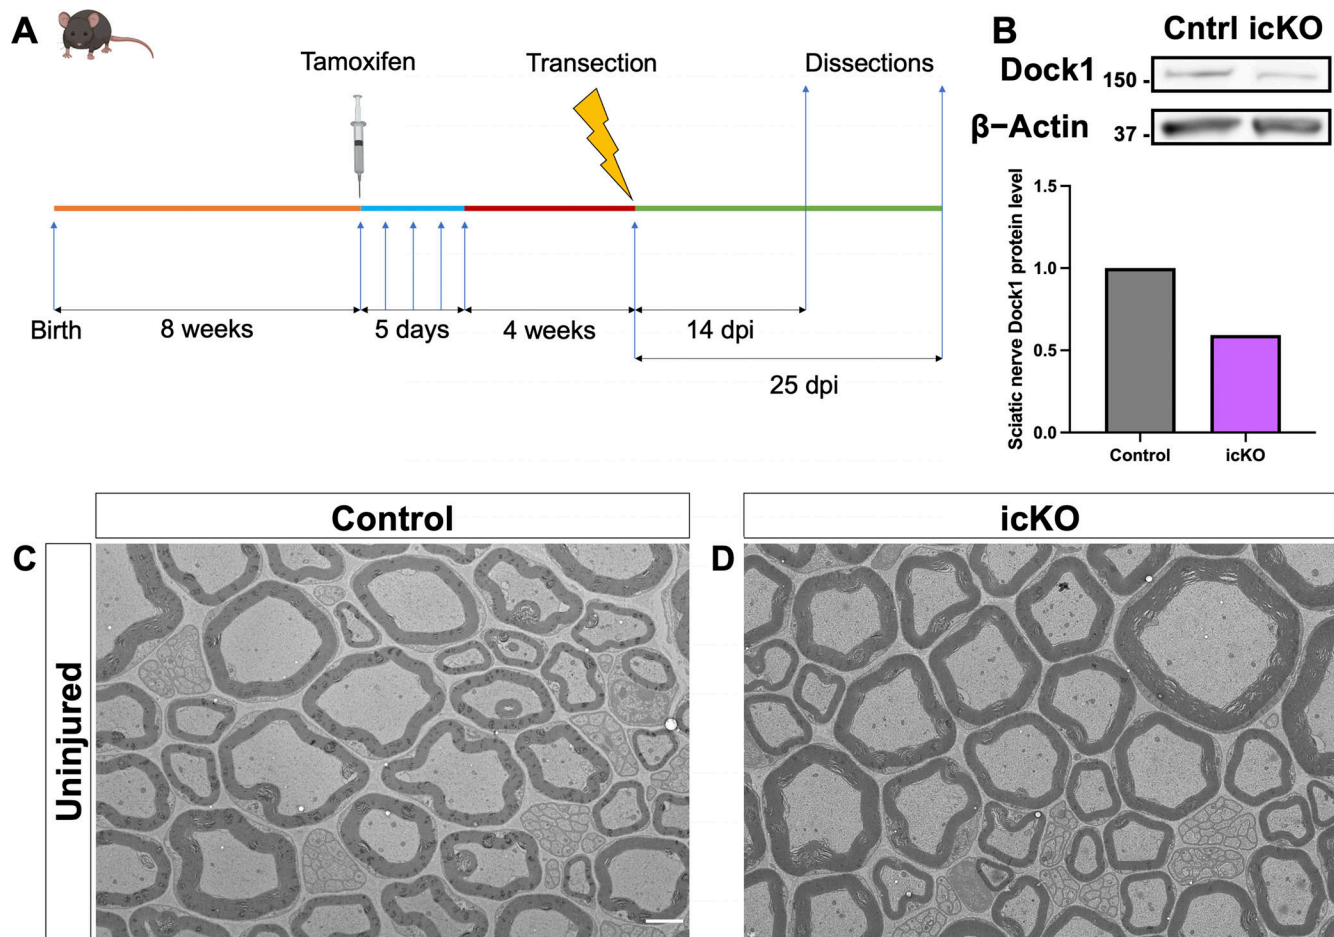 A
Tamoxifen
Transection
Dissections
Birth
8 weeks
5 days
4 weeks
14 dpi
25 dpi
B
Cntrl icKO
Dock1 150 -
β−Actin 37 -
Sciatic nerve Dock1 protein level
1.5
1.0
0.5
0.0
Control
icKO
Control
icKO
C
D
Uninjured